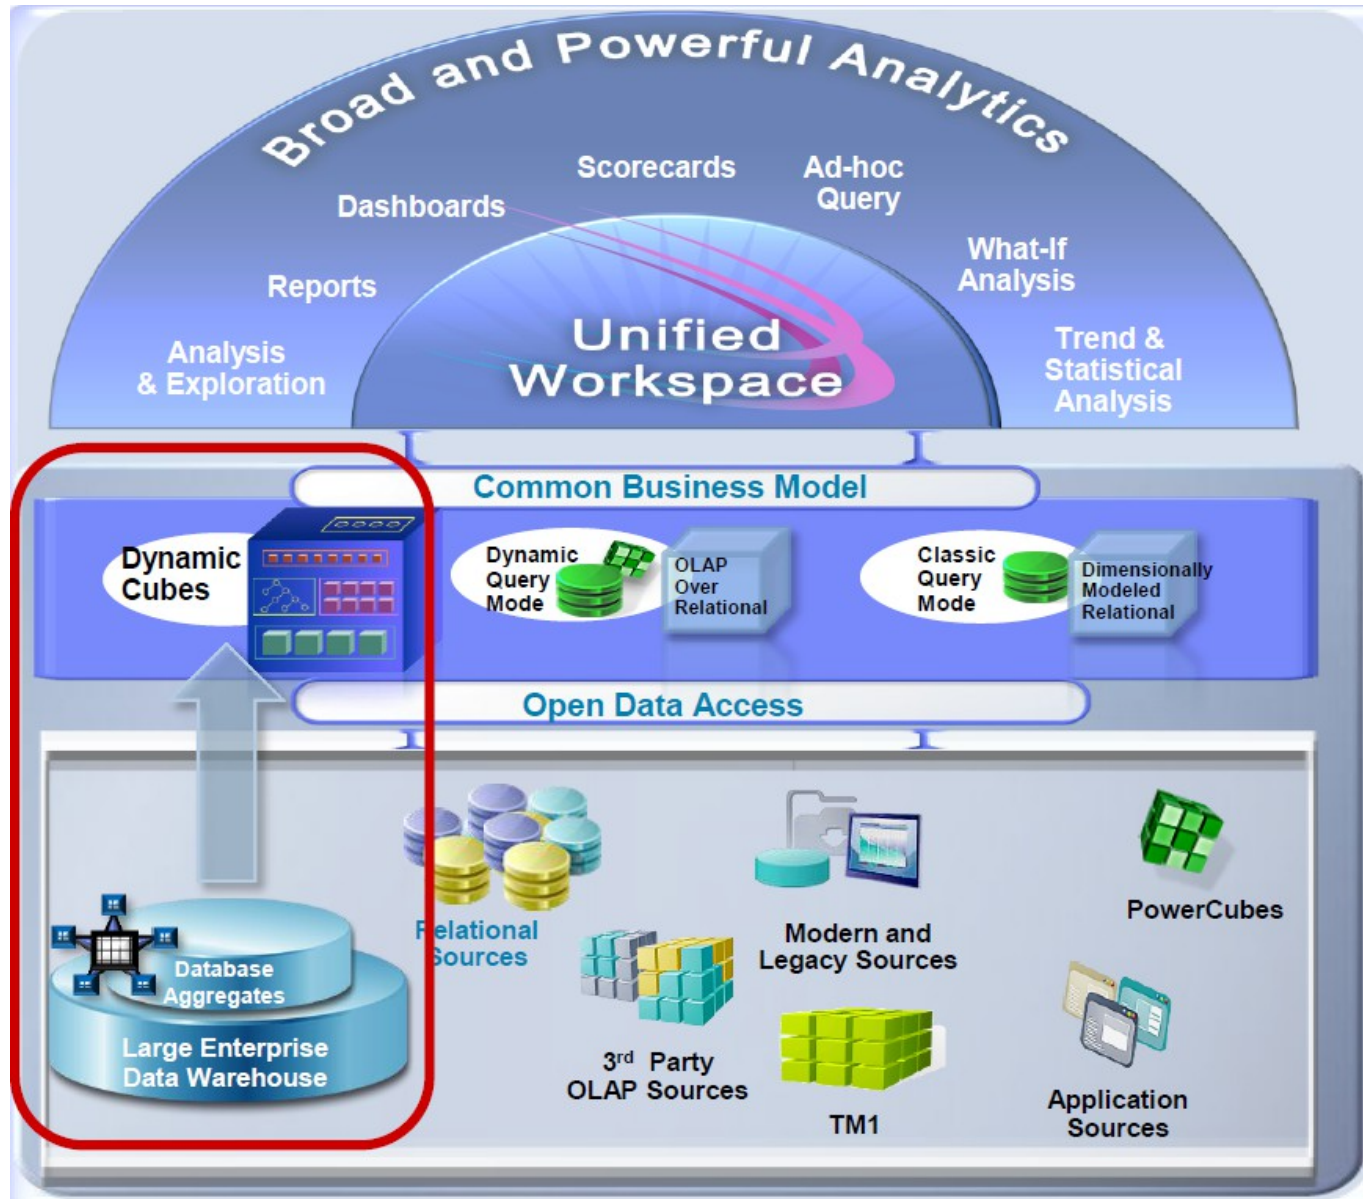 Broad and Powerful Analytics
Scorecards
Ad-hoc
Query
Dashboards
What-If
Analysis
Reports
Analysis
& Exploration
Trend &
Statistical
Analysis
Unified
Workspace
Common Business Model
Dynamic
Cubes
Dynamic
Query
Mode
OLAP
Over
Relational
Classic
Query
Mode
Dimensionally
Modeled
Relational
Open Data Access
Database
Aggregates
Large Enterprise
Data Warehouse
Relational
Sources
3rd Party
OLAP Sources
Modern and
Legacy Sources
TM1
PowerCubes
Application
Sources